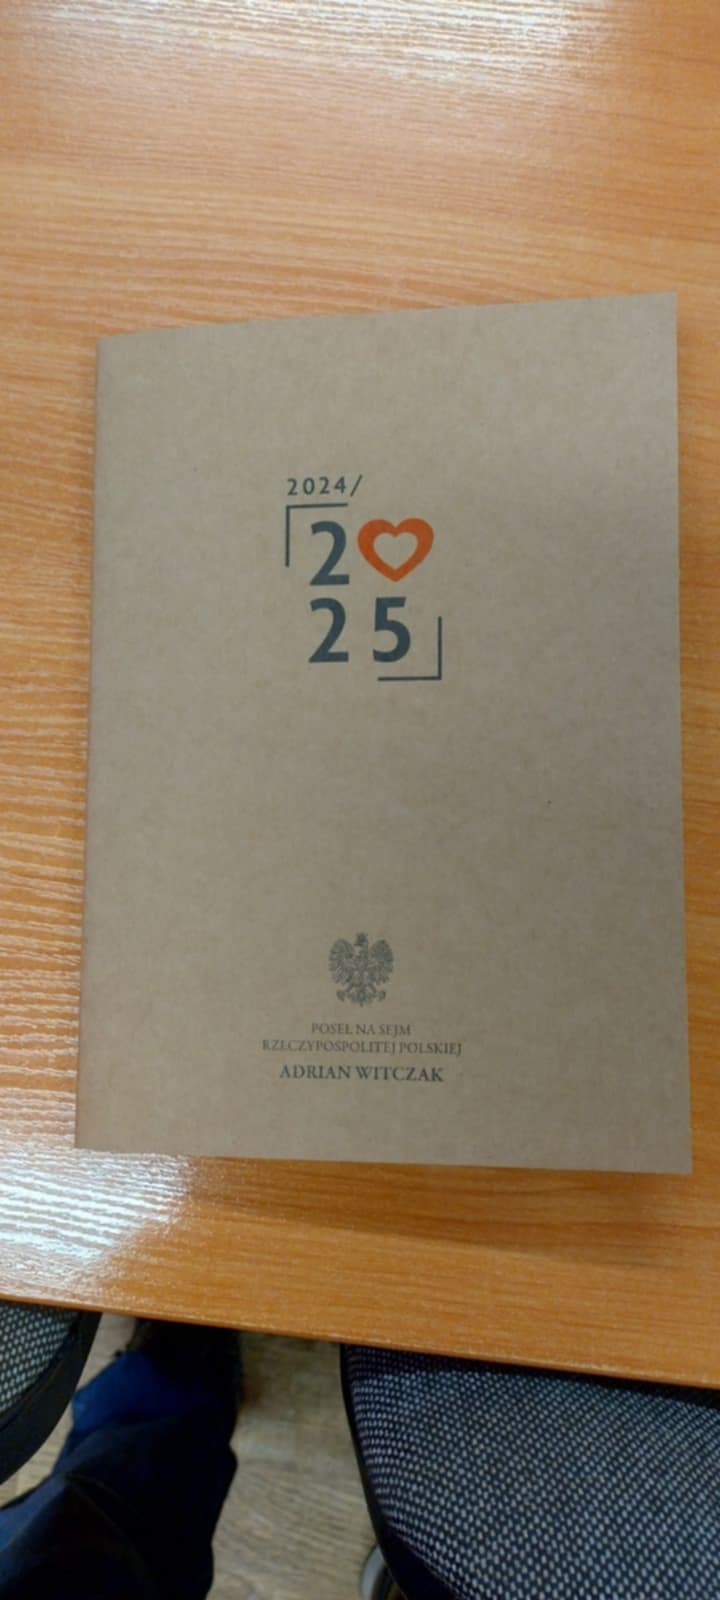 2024/
2
25
POSEŁ NA SEJM
RZECZYPOSPOLITEJ POLSKIEJ
ADRIAN WITCZAK